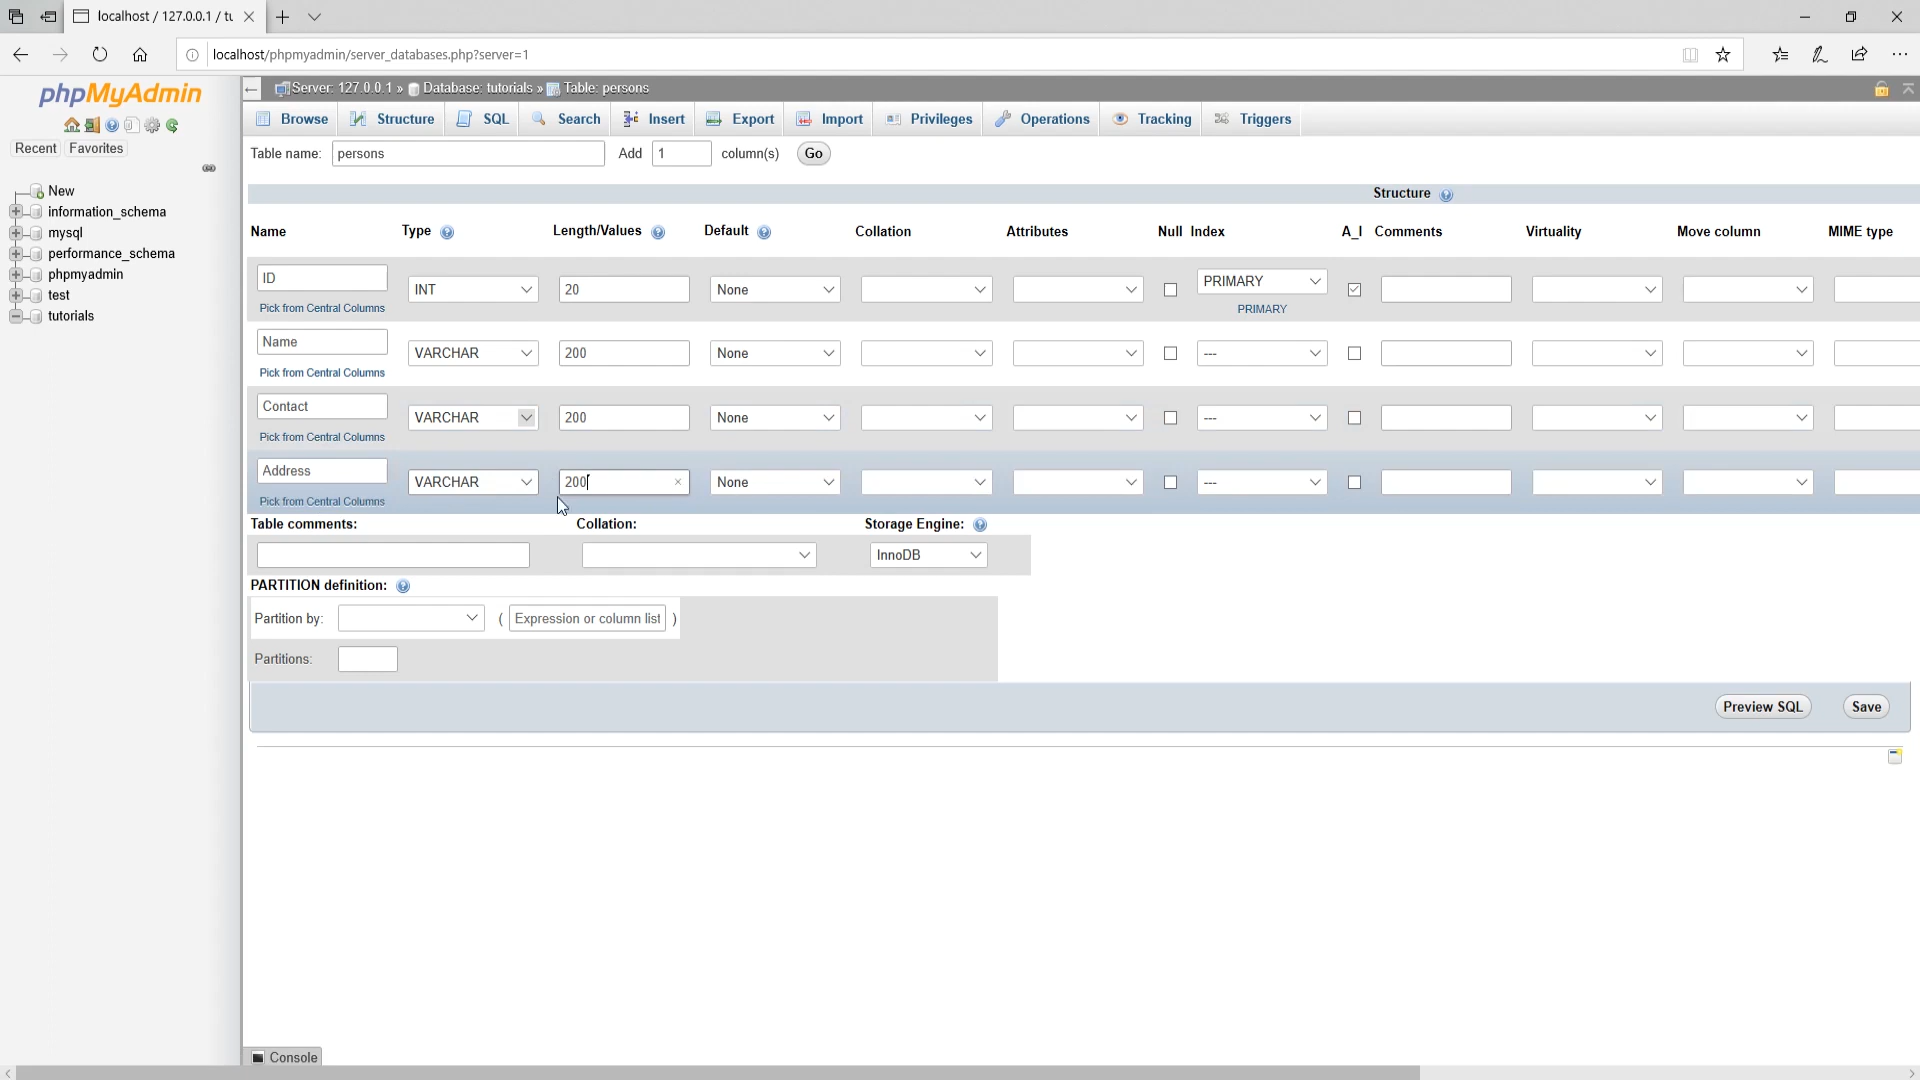 localhost / 127.0.0.1 / tu
localhost/phpmyadmin/server_databases.php?server=1
phpMyAdmin
Recent Favorites
New
information_schema
mysql
performance_schema
phpmyadmin
test
tutorials
Server: 127.0.0.1 » Database: tutorials » Table: persons
Browse Structure SQL Search Insert Export Import Privileges Operations Tracking Triggers
Table name: persons Add 1 column(s) Go
Structure
Name Type Length/Values Default Collation Attributes Null Index A_I Comments Virtuality Move column MIME type
ID INT 20 None PRIMARY
Pick from Central Columns PRIMARY
Name VARCHAR 200 None ---
Pick from Central Columns
Contact VARCHAR 200 None ---
Pick from Central Columns
Address VARCHAR 200 None ---
Pick from Central Columns
Table comments: Collation: Storage Engine:
InnoDB
PARTITION definition:
Partition by: ( Expression or column list )
Partitions:
Preview SQL Save
Console